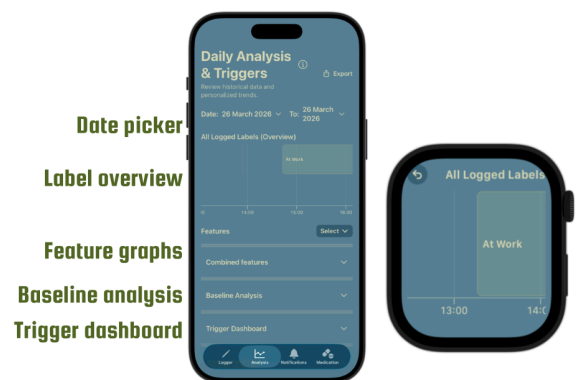 Date picker
Label overview
Feature graphs
Baseline analysis
Trigger dashboard
Daily Analysis
& Triggers
Export
Review historical data and
personalized trends.
Date: 26 March 2026
To: 26 March
2026
All Logged Labels (Overview)
At Work
14:00 15:00 16:00
Features
Select
Combined features
Baseline Analysis
Trigger Dashboard
Logger Analysis Notifications Medication
All Logged Labels
At Work
13:00